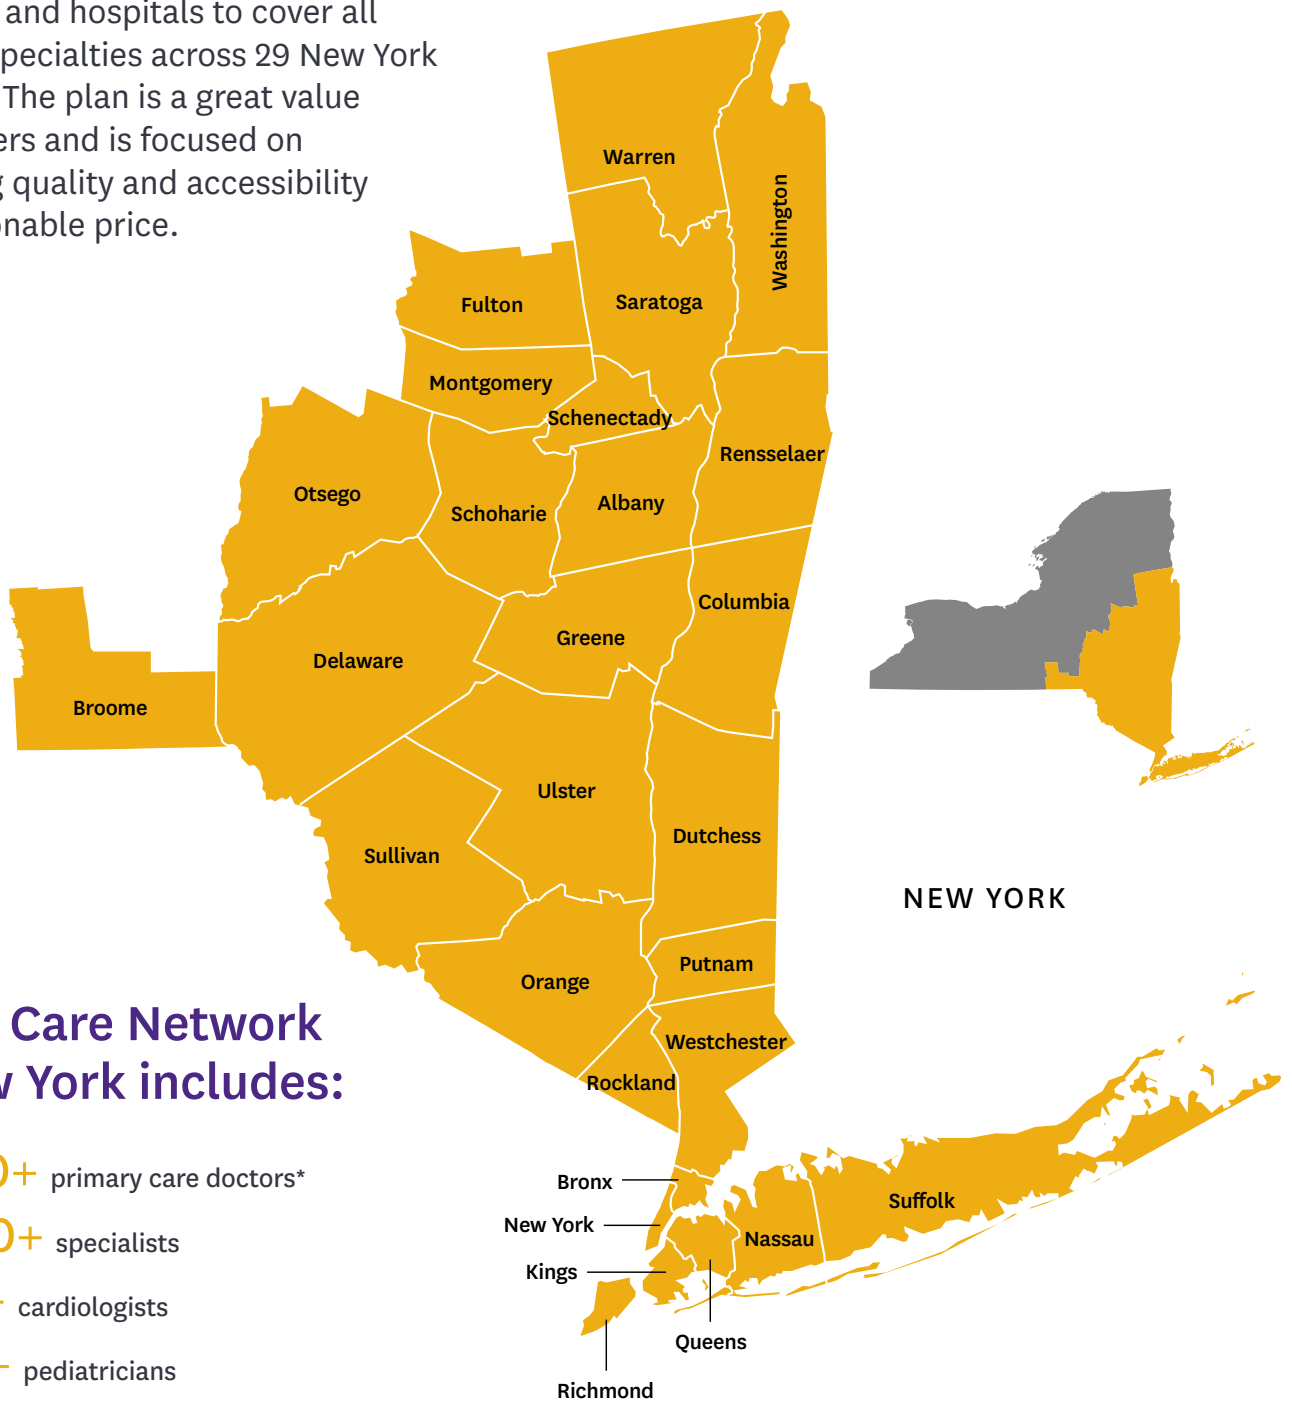 and hospitals to cover all
pecialties across 29 New York
The plan is a great value
ers and is focused on
g quality and accessibility
onable price.
Warren
Washington
Fulton
Saratoga
Montgomery
Schenectady
Rensselaer
Otsego
Schoharie
Albany
Columbia
Greene
Delaware
Broome
Ulster
Dutchess
Sullivan
NEW YORK
Putnam
Orange
Westchester
Rockland
Care Network
w York includes:
0+ primary care doctors*
0+ specialists
cardiologists
pediatricians
Bronx
New York
Kings
Nassau
Suffolk
Queens
Richmond